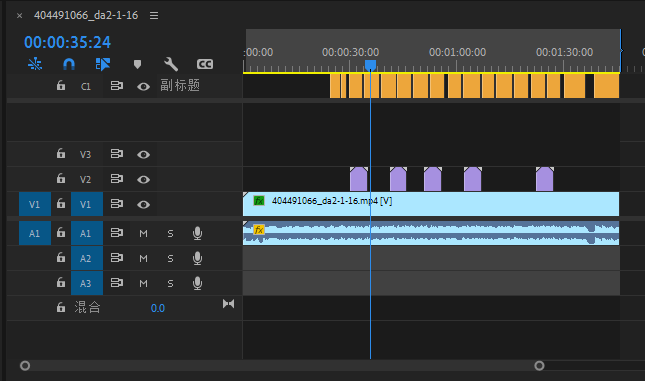 × 404491066_da2-1-16 ≡
00:00:35:24
:00:00 00:00:30:00 00:01:00:00 00:01:30:00
C1 副标题
V3
V2
V1 V1 fx 404491066_da2-1-16.mp4 [V]
A1 A1 M S fx
A2 M S
A3 M S
混合 0.0